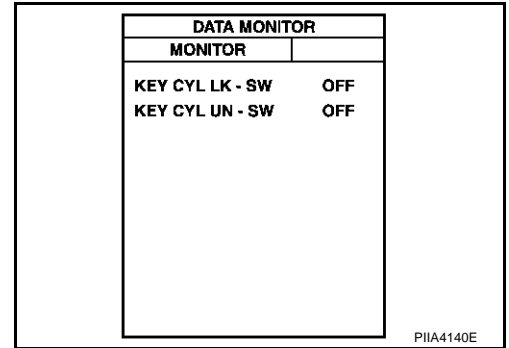 DATA MONITOR
MONITOR
KEY CYL LK - SW OFF
KEY CYL UN - SW OFF
PIIA4140E